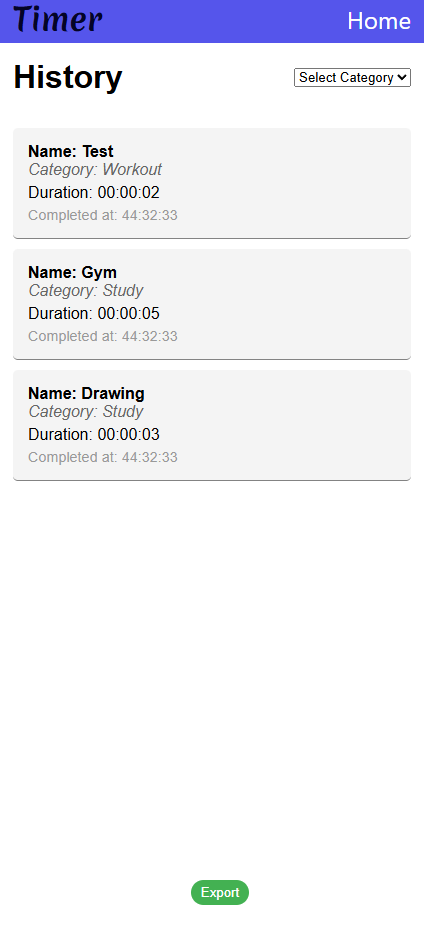 Timer
Home
History
Select Category
Name: Test
Category: Workout
Duration: 00:00:02
Completed at: 44:32:33
Name: Gym
Category: Study
Duration: 00:00:05
Completed at: 44:32:33
Name: Drawing
Category: Study
Duration: 00:00:03
Completed at: 44:32:33
Export